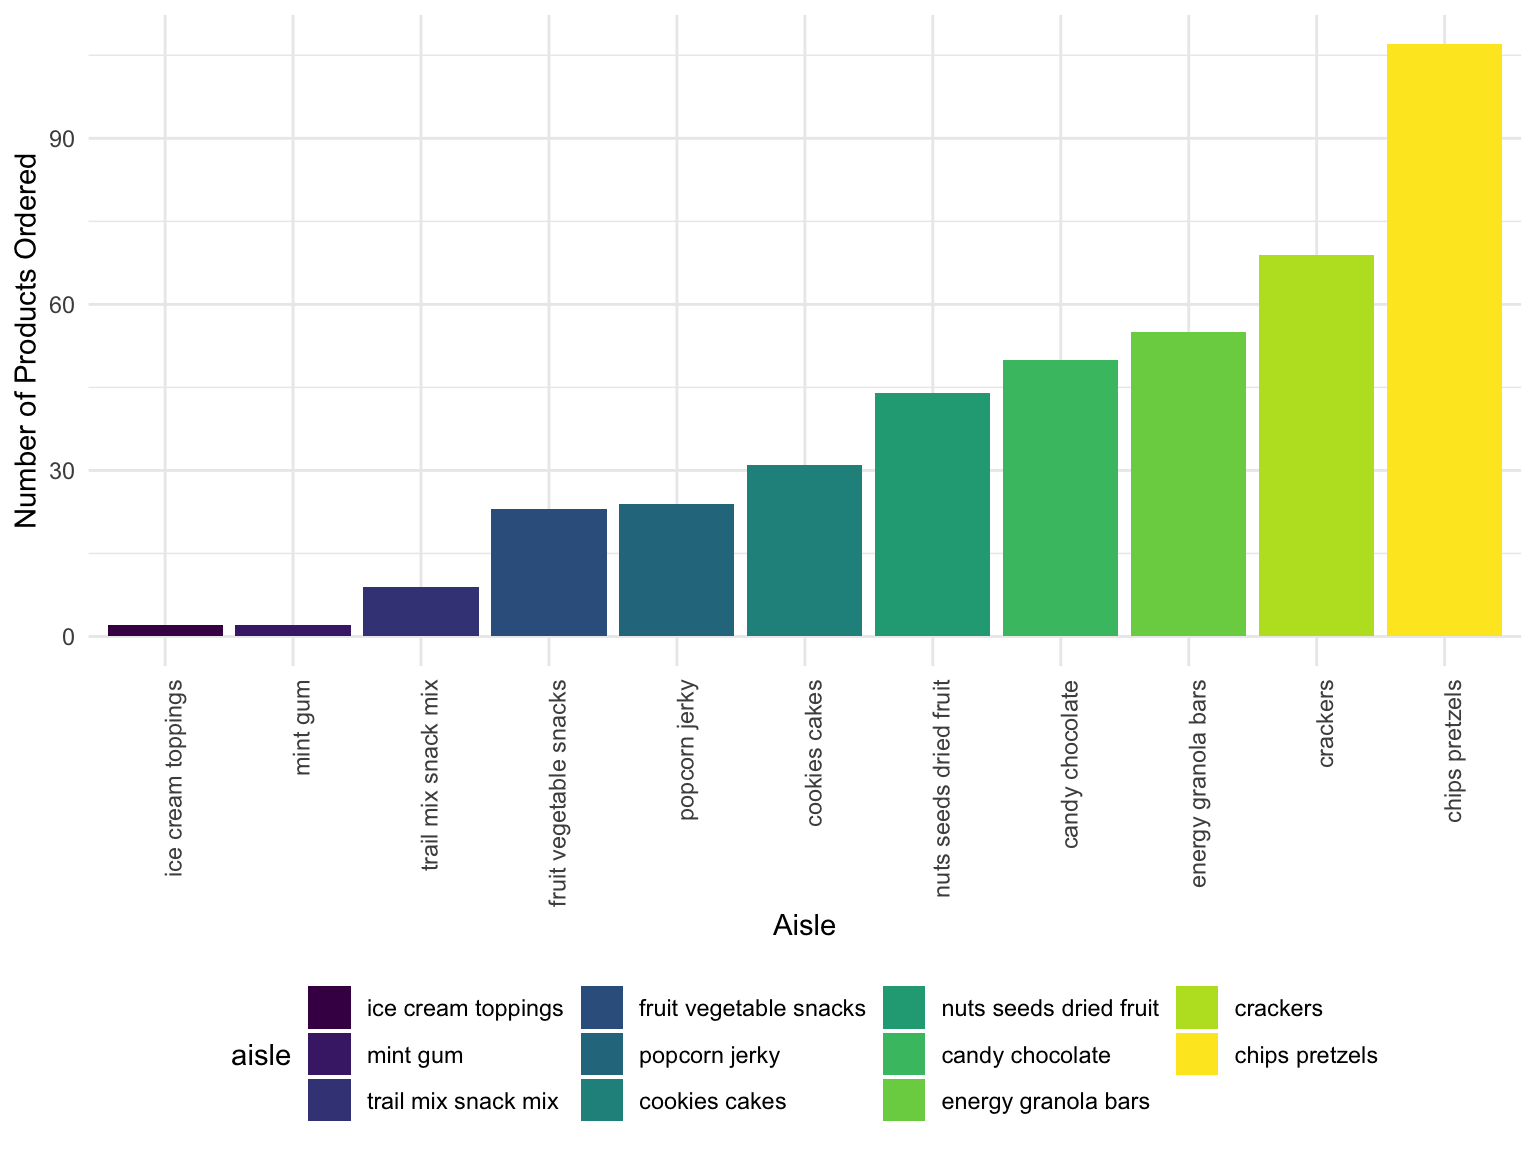 Number of Products Ordered
90
60
30
0
ice cream toppings
mint gum
trail mix snack mix
fruit vegetable snacks
popcorn jerky
cookies cakes
nuts seeds dried fruit
candy chocolate
energy granola bars
crackers
chips pretzels
Aisle
aisle
ice cream toppings
mint gum
trail mix snack mix
fruit vegetable snacks
popcorn jerky
cookies cakes
nuts seeds dried fruit
candy chocolate
energy granola bars
crackers
chips pretzels